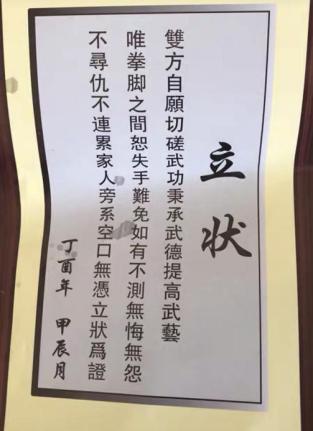 立状
雙方自願切磋武功秉承武德提高武藝
唯拳脚之間恕失手難免如有不測無悔無怨
不尋仇不連累家人旁系空口無憑立狀爲證
丁酉年 甲辰月